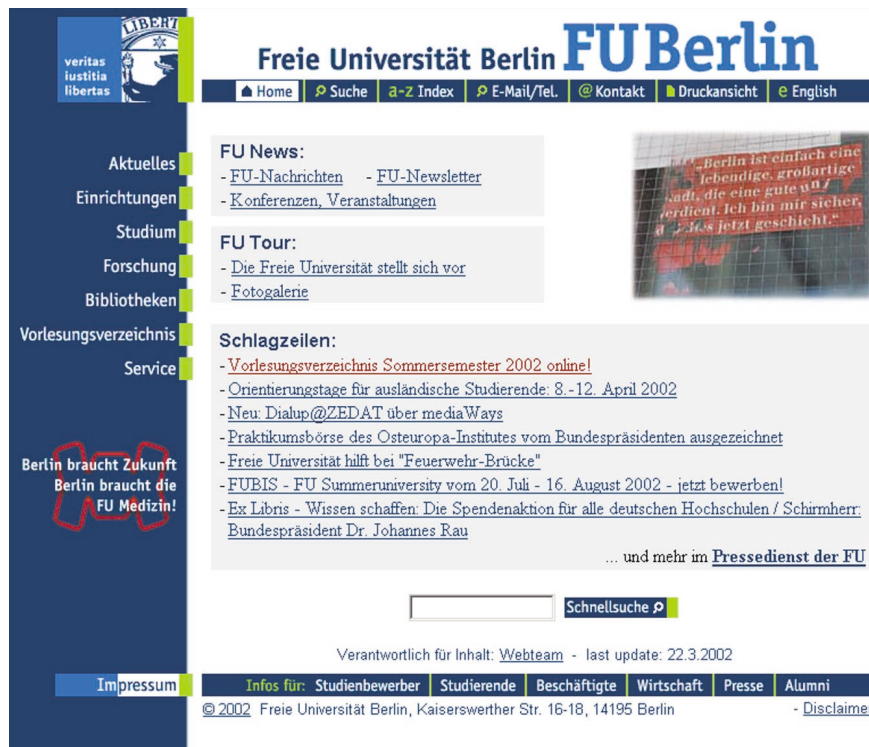 LIBERT
veritas
iustitia
libertas
Freie Universität Berlin FU Berlin
Home Suche a-z Index E-Mail/Tel. @ Kontakt Druckansicht e English
Aktuelles
Einrichtungen
Studium
Forschung
Bibliotheken
Vorlesungsverzeichnis
Service
Berlin braucht Zukunft
Berlin braucht die
FU Medizin!
FU News:
- FU-Nachrichten - FU-Newsletter
- Konferenzen, Veranstaltungen
FU Tour:
- Die Freie Universität stellt sich vor
- Fotogalerie
„Berlin ist einfach eine
lebendige, großartige
die eine gute
verdient. Ich bin mir sicher,
jetzt geschieht.“
Schlagzeilen:
- Vorlesungsverzeichnis Sommersemester 2002 online!
- Orientierungstage für ausländische Studierende: 8.-12. April 2002
- Neu: Dialup@ZEDAT über mediaWays
- Praktikumsbörse des Osteuropa-Institutes vom Bundespräsidenten ausgezeichnet
- Freie Universität hilft bei "Feuerwehr-Brücke"
- FUBIS - FU Summeruniversity vom 20. Juli - 16. August 2002 - jetzt bewerben!
- Ex Libris - Wissen schaffen: Die Spendenaktion für alle deutschen Hochschulen / Schirmherr:
Bundespräsident Dr. Johannes Rau
... und mehr im Pressedienst der FU
Schnellsuche
Verantwortlich für Inhalt: Webteam - last update: 22.3.2002
Impressum
Infos für: Studienbewerber Studierende Beschäftigte Wirtschaft Presse Alumni
© 2002 Freie Universität Berlin, Kaiserswerther Str. 16-18, 14195 Berlin - Disclaimer